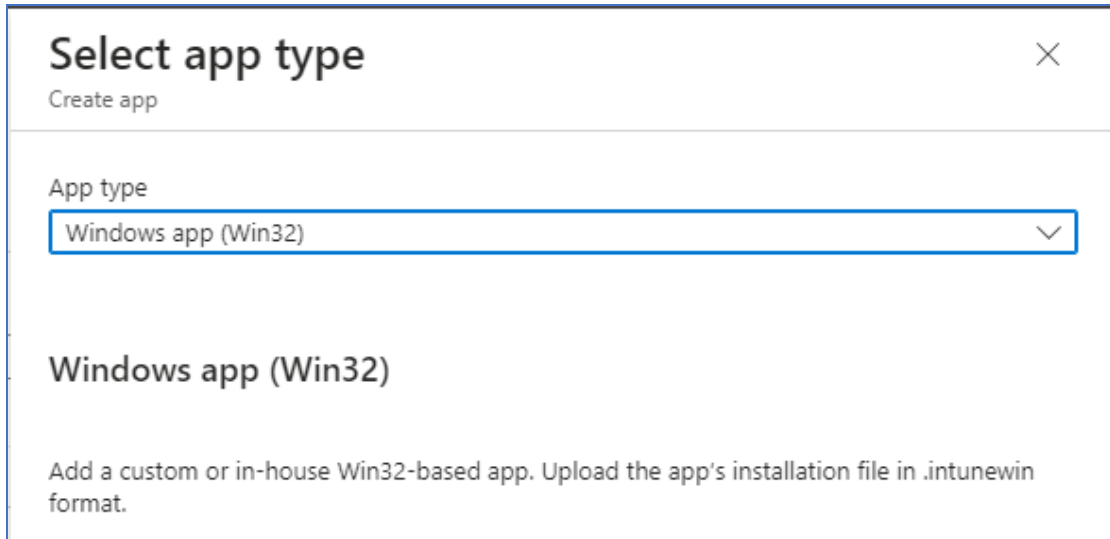 Select app type
Create app
App type
Windows app (Win32)
Windows app (Win32)
Add a custom or in-house Win32-based app. Upload the app's installation file in .intunewin
format.